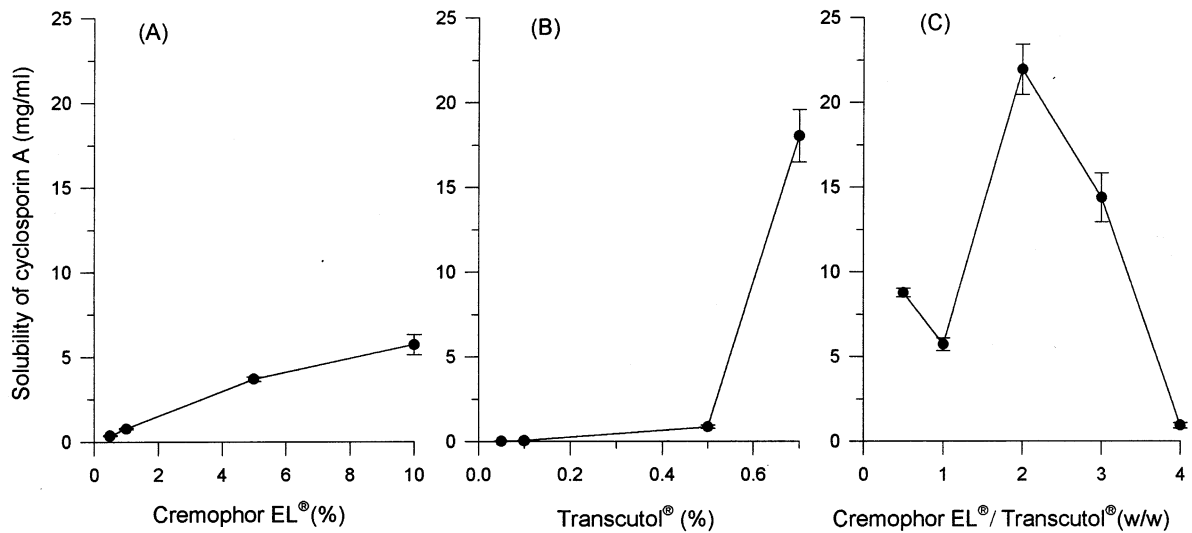 Solubility of cyclosporin A (mg/ml)
(A)
25
20
15
10
5
0
0 2 4 6 8 10
Cremophor EL®(%)
(B)
25
20
15
10
5
0
0.0 0.2 0.4 0.6
Transcutol® (%)
(C)
25
20
15
10
5
0
0 1 2 3 4
Cremophor EL®/ Transcutol®(w/w)